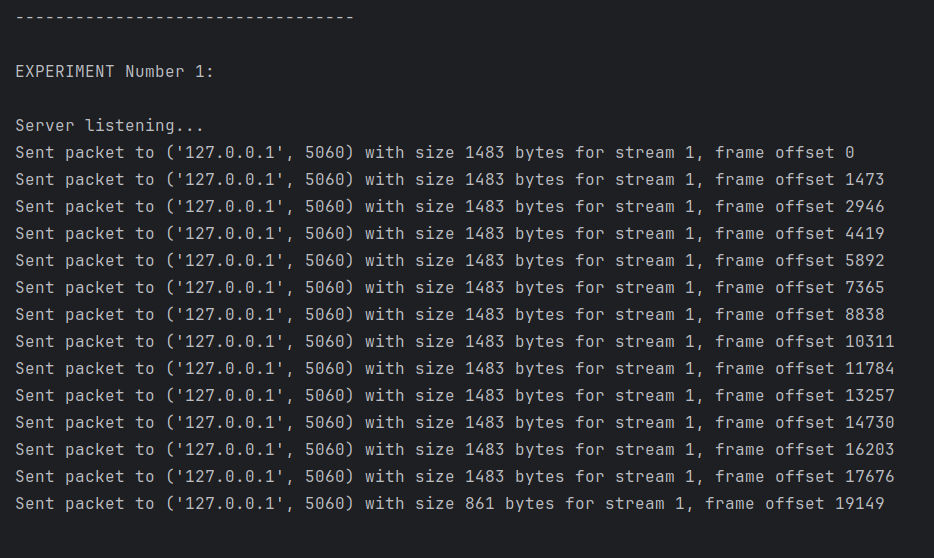 ----------------------------------
EXPERIMENT Number 1:
Server listening...
Sent packet to ('127.0.0.1', 5060) with size 1483 bytes for stream 1, frame offset 0
Sent packet to ('127.0.0.1', 5060) with size 1483 bytes for stream 1, frame offset 1473
Sent packet to ('127.0.0.1', 5060) with size 1483 bytes for stream 1, frame offset 2946
Sent packet to ('127.0.0.1', 5060) with size 1483 bytes for stream 1, frame offset 4419
Sent packet to ('127.0.0.1', 5060) with size 1483 bytes for stream 1, frame offset 5892
Sent packet to ('127.0.0.1', 5060) with size 1483 bytes for stream 1, frame offset 7365
Sent packet to ('127.0.0.1', 5060) with size 1483 bytes for stream 1, frame offset 8838
Sent packet to ('127.0.0.1', 5060) with size 1483 bytes for stream 1, frame offset 10311
Sent packet to ('127.0.0.1', 5060) with size 1483 bytes for stream 1, frame offset 11784
Sent packet to ('127.0.0.1', 5060) with size 1483 bytes for stream 1, frame offset 13257
Sent packet to ('127.0.0.1', 5060) with size 1483 bytes for stream 1, frame offset 14730
Sent packet to ('127.0.0.1', 5060) with size 1483 bytes for stream 1, frame offset 16203
Sent packet to ('127.0.0.1', 5060) with size 1483 bytes for stream 1, frame offset 17676
Sent packet to ('127.0.0.1', 5060) with size 861 bytes for stream 1, frame offset 19149